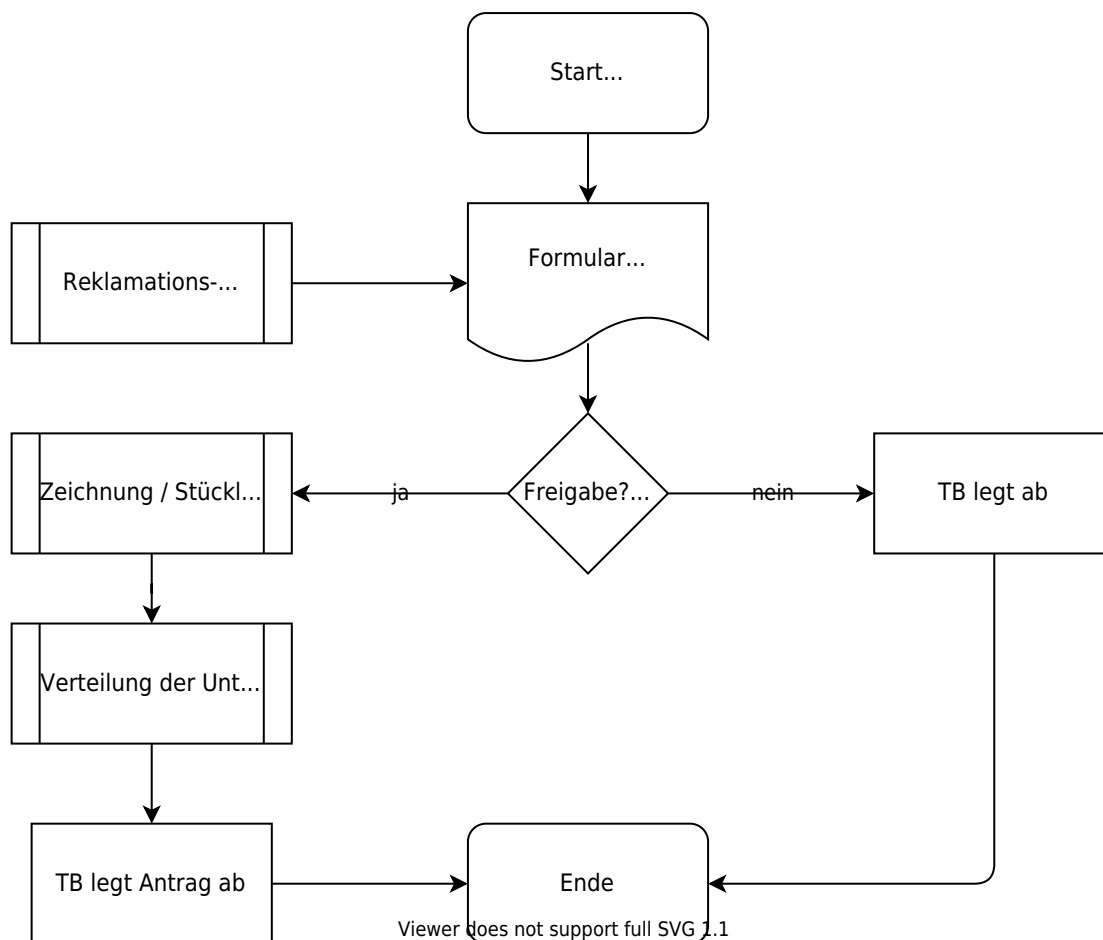 Start...
Formular...
Reklamations-...
Zeichnung / Stückl...
ja
Freigabe?...
nein
TB legt ab
Verteilung der Unt...
TB legt Antrag ab
Ende
Viewer does not support full SVG 1.1